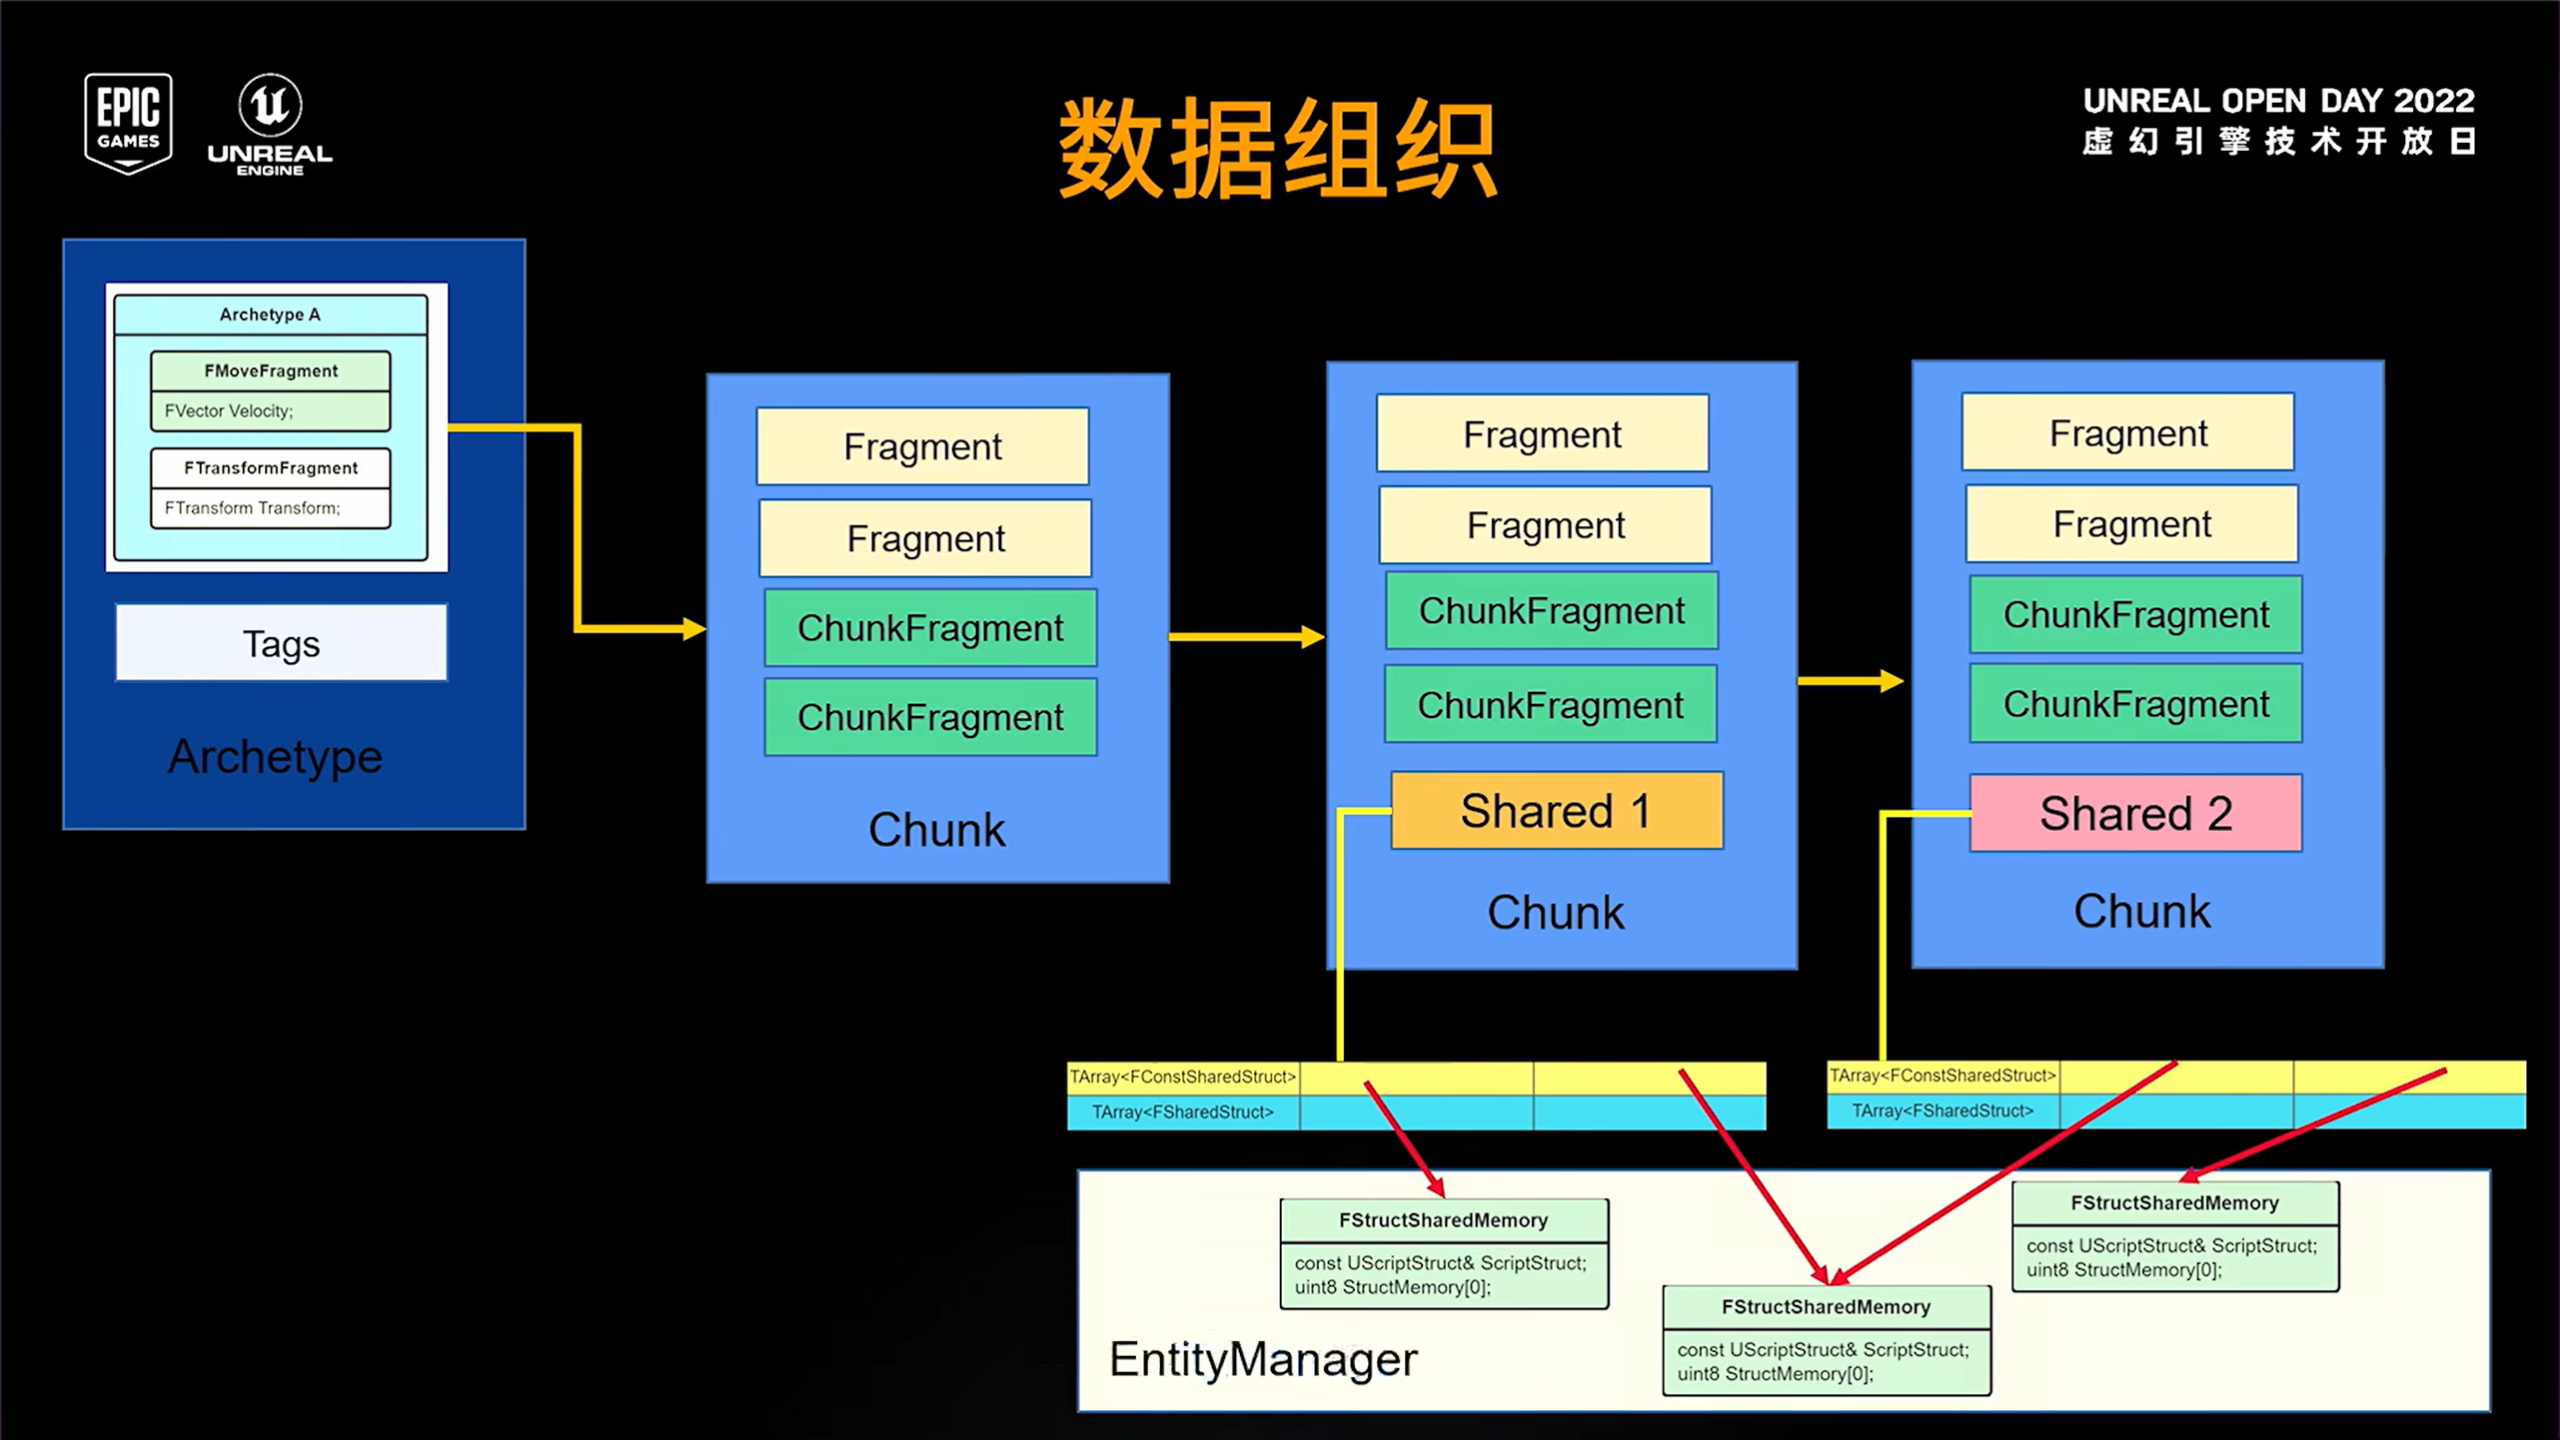 EPIC
GAMES
UNREAL
ENGINE
数据组织
UNREAL OPEN DAY 2022
虚幻引擎技术开放日
Archetype A
FMoveFragment
FVector Velocity;
FTransformFragment
FTransform Transform;
Tags
Archetype
Fragment
Fragment
ChunkFragment
ChunkFragment
Chunk
Fragment
Fragment
ChunkFragment
ChunkFragment
Shared 1
Chunk
Fragment
Fragment
ChunkFragment
ChunkFragment
Shared 2
Chunk
TArray<FConstSharedStruct>
TArray<FSharedStruct>
TArray<FConstSharedStruct>
TArray<FSharedStruct>
FStructSharedMemory
const UScriptStruct& ScriptStruct;
uint8 StructMemory[0];
FStructSharedMemory
const UScriptStruct& ScriptStruct;
uint8 StructMemory[0];
FStructSharedMemory
const UScriptStruct& ScriptStruct;
uint8 StructMemory[0];
EntityManager